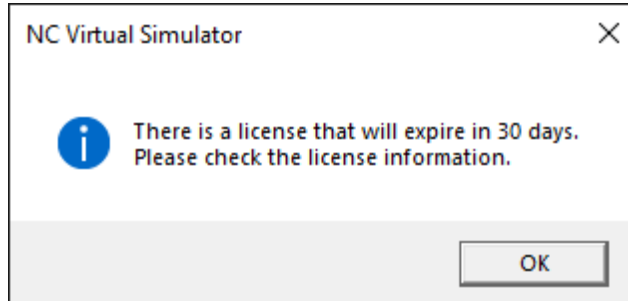 NC Virtual Simulator
There is a license that will expire in 30 days.
Please check the license information.
OK